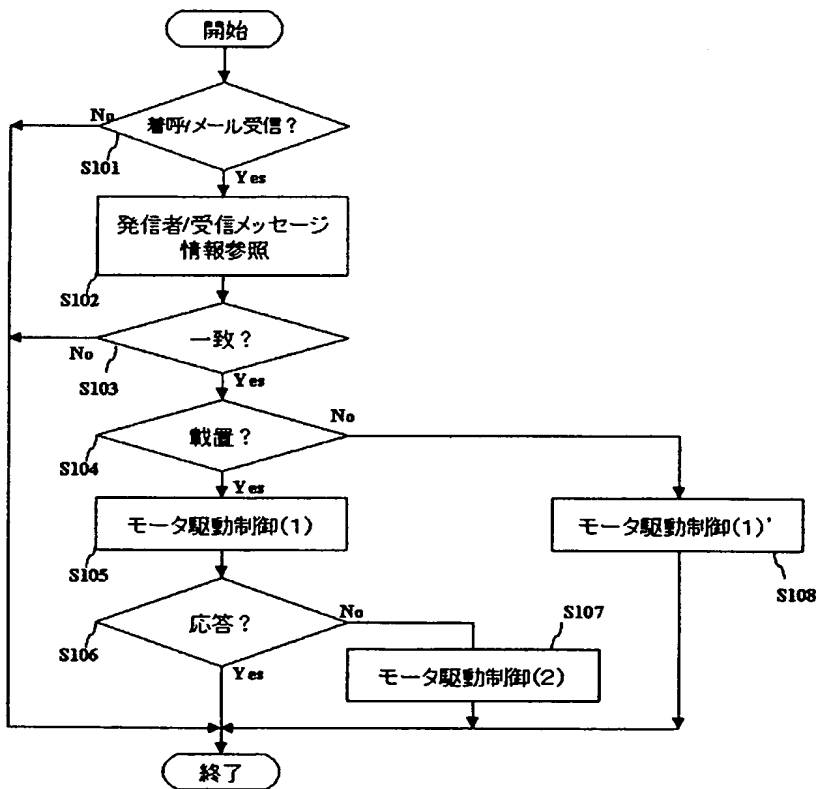 開始
着呼/メール受信？
No
S101
Yes
発信者/受信メッセージ
情報参照
S102
一致？
No
S103
Yes
載置？
No
S104
Yes
モータ駆動制御(1)
S105
モータ駆動制御(1)'
S108
応答？
No
S106
Yes
S107
モータ駆動制御(2)
終了